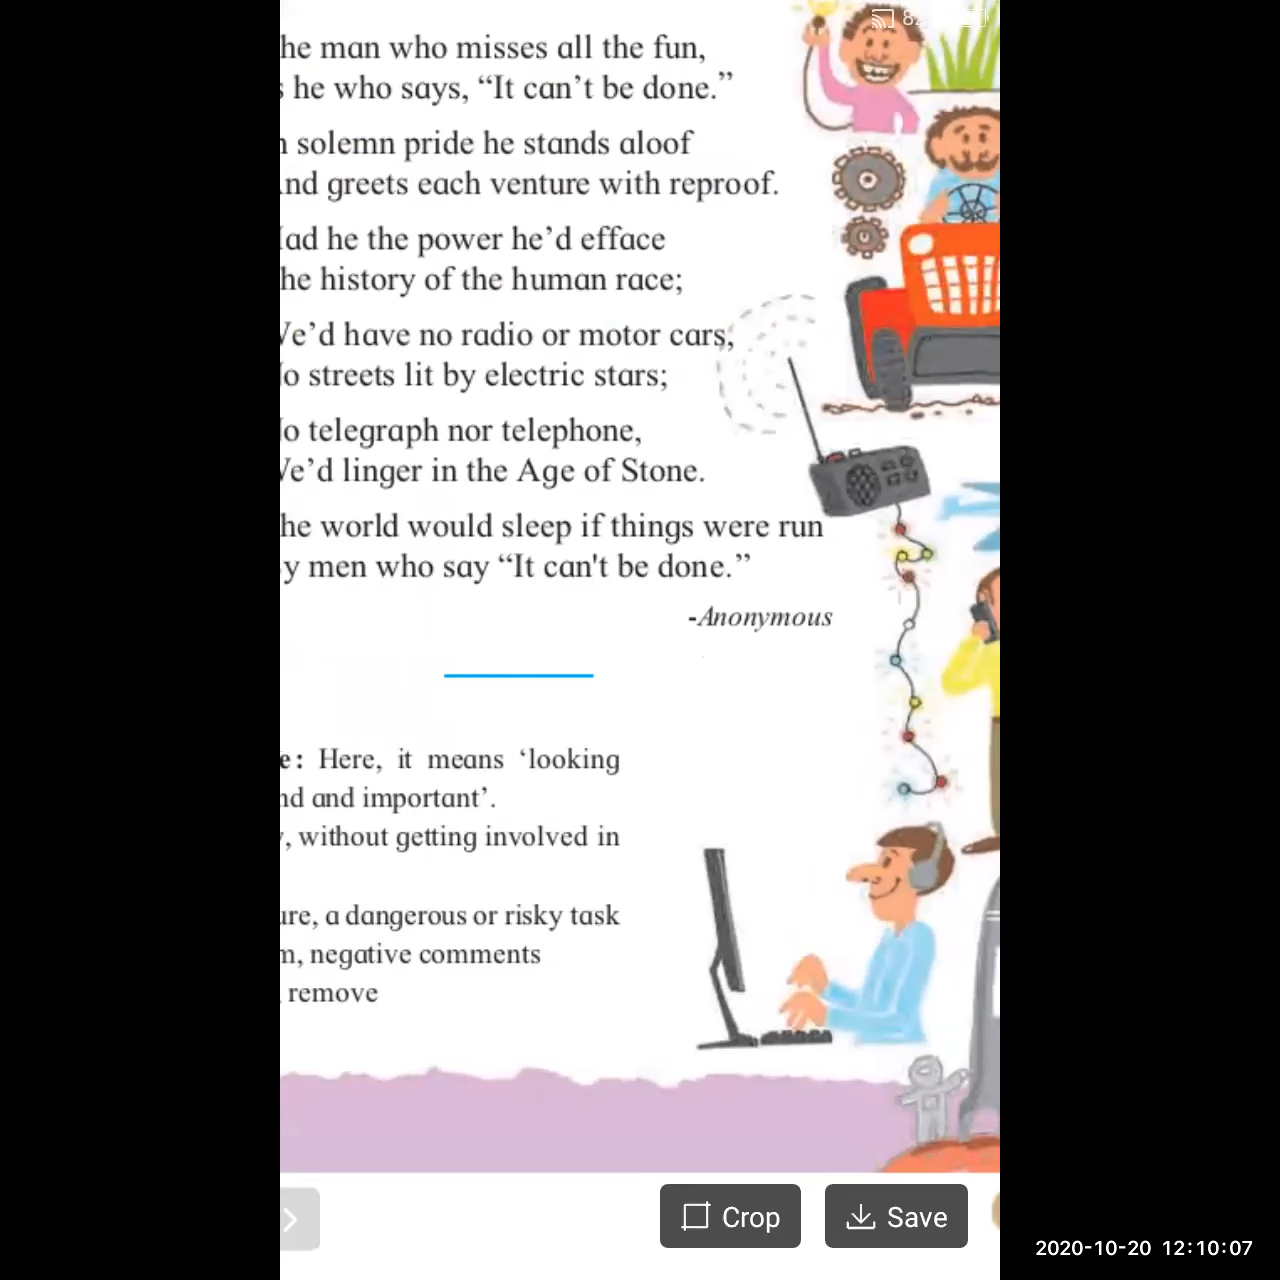 he man who misses all the fun,
s he who says, “It can’t be done.”
n solemn pride he stands aloof
nd greets each venture with reproof.
ad he the power he’d efface
he history of the human race;
Ve’d have no radio or motor cars,
o streets lit by electric stars;
o telegraph nor telephone,
Ve’d linger in the Age of Stone.
he world would sleep if things were run
y men who say “It can't be done.”
-Anonymous
e: Here, it means ‘looking
nd and important’.
, without getting involved in
ure, a dangerous or risky task
m, negative comments
remove
Crop
Save
2020-10-20 12:10:07